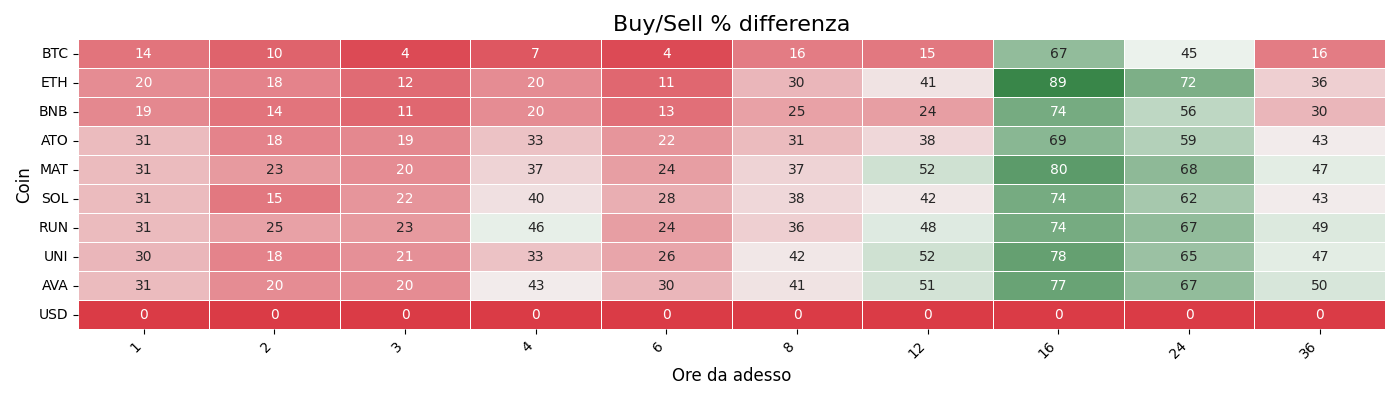 Buy/Sell % differenza
Coin
BTC 14 10 4 7 4 16 15 67 45 16
ETH 20 18 12 20 11 30 41 89 72 36
BNB 19 14 11 20 13 25 24 74 56 30
ATO 31 18 19 33 22 31 38 69 59 43
MAT 31 23 20 37 24 37 52 80 68 47
SOL 31 15 22 40 28 38 42 74 62 43
RUN 31 25 23 46 24 36 48 74 67 49
UNI 30 18 21 33 26 42 52 78 65 47
AVA 31 20 20 43 30 41 51 77 67 50
USD 0 0 0 0 0 0 0 0 0 0
1 2 3 4 6 8 12 16 24 36
Ore da adesso